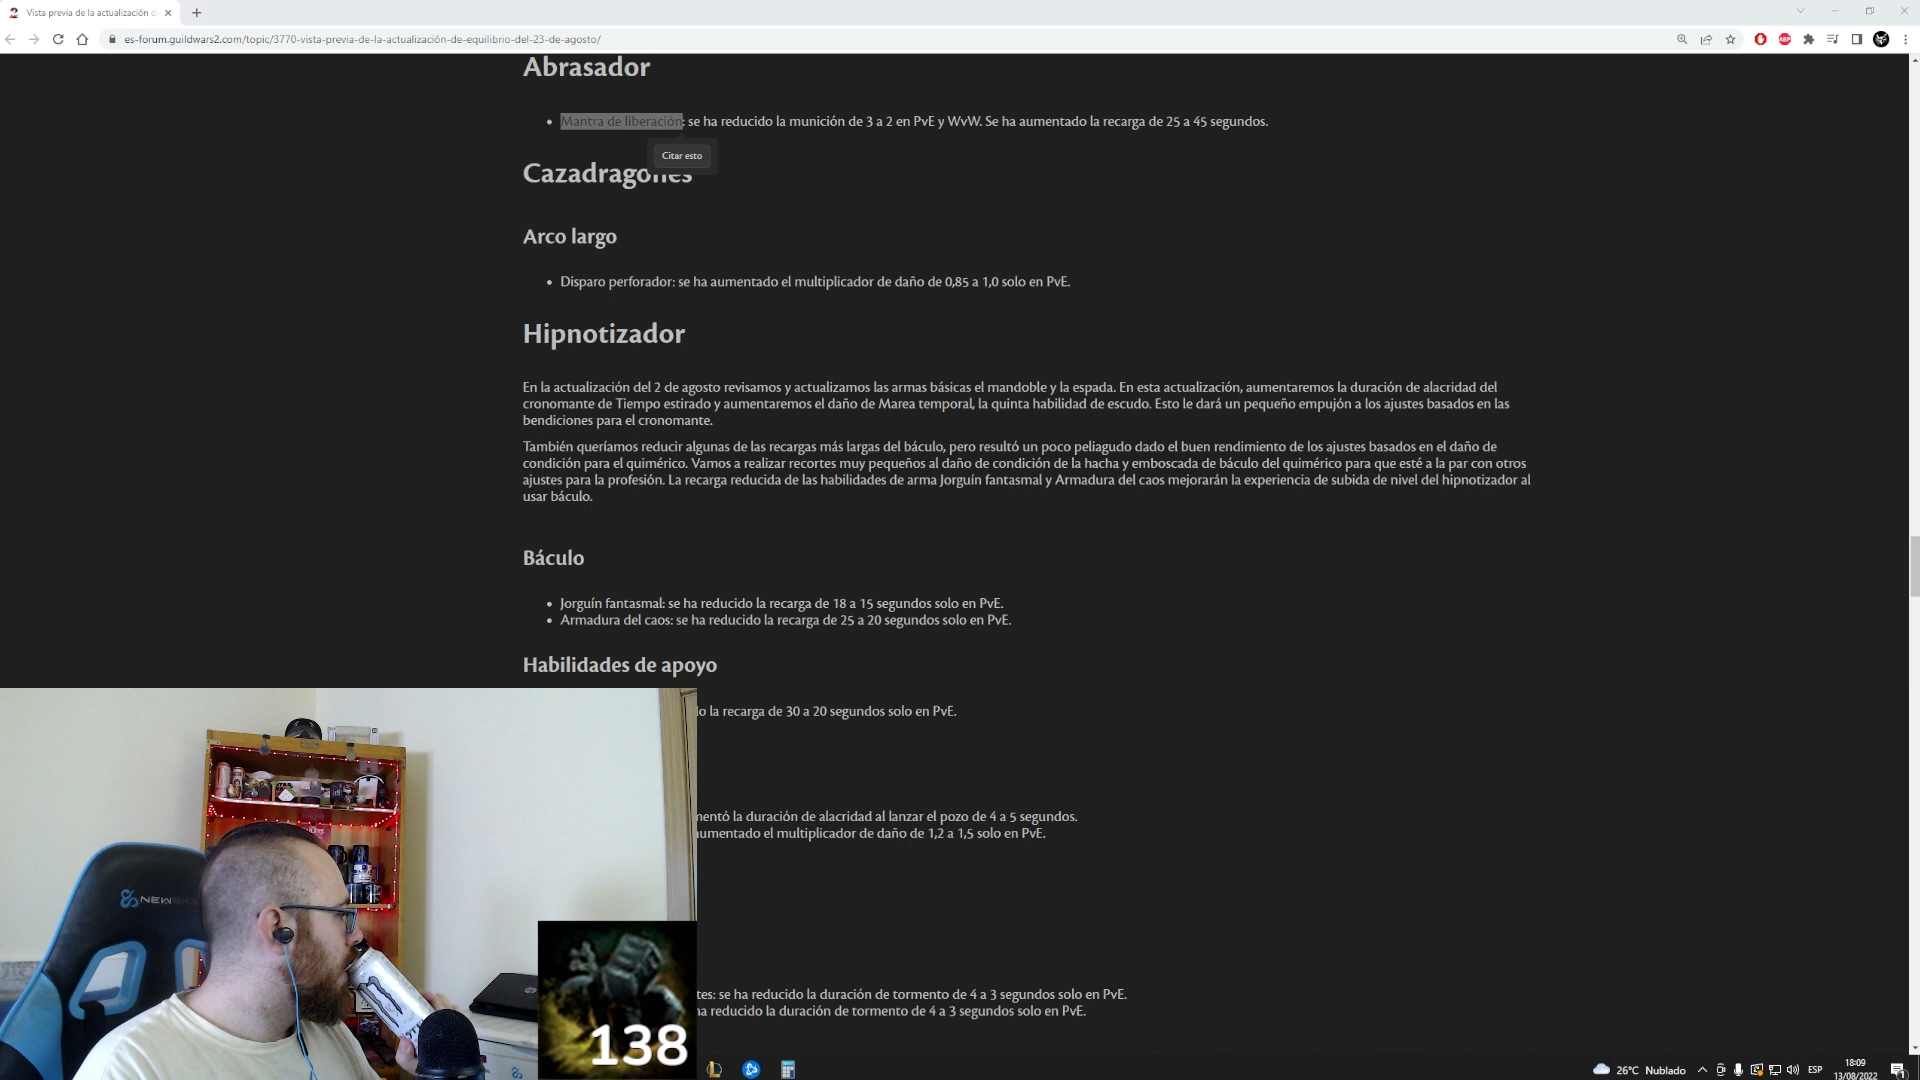 Vista previa de la actualización d
es-forum.guildwars2.com/topic/3770-vista-previa-de-la-actualización-de-equilibrio-del-23-de-agosto/
ABP
Abrasador
Mantra de liberación: se ha reducido la munición de 3 a 2 en PvE y WvW. Se ha aumentado la recarga de 25 a 45 segundos.
Citar esto
Cazadragones
Arco largo
Disparo perforador: se ha aumentado el multiplicador de daño de 0,85 a 1,0 solo en PvE.
Hipnotizador
En la actualización del 2 de agosto revisamos y actualizamos las armas básicas el mandoble y la espada. En esta actualización, aumentaremos la duración de alacridad del
cronomante de Tiempo estirado y aumentaremos el daño de Marea temporal, la quinta habilidad de escudo. Esto le dará un pequeño empujón a los ajustes basados en las
bendiciones para el cronomante.
También queríamos reducir algunas de las recargas más largas del báculo, pero resultó un poco peliagudo dado el buen rendimiento de los ajustes basados en el daño de
condición para el quimérico. Vamos a realizar recortes muy pequeños al daño de condición de la hacha y emboscada de báculo del quimérico para que esté a la par con otros
ajustes para la profesión. La recarga reducida de las habilidades de arma Jorguín fantasmal y Armadura del caos mejorarán la experiencia de subida de nivel del hipnotizador al
usar báculo.
Báculo
Jorguín fantasmal: se ha reducido la recarga de 18 a 15 segundos solo en PvE.
Armadura del caos: se ha reducido la recarga de 25 a 20 segundos solo en PvE.
Habilidades de apoyo
lo la recarga de 30 a 20 segundos solo en PvE.
mentó la duración de alacridad al lanzar el pozo de 4 a 5 segundos.
aumentado el multiplicador de daño de 1,2 a 1,5 solo en PvE.
tes: se ha reducido la duración de tormento de 4 a 3 segundos solo en PvE.
ha reducido la duración de tormento de 4 a 3 segundos solo en PvE.
NEWSK
138
26°C Nublado
ESP
18:09
13/08/2022